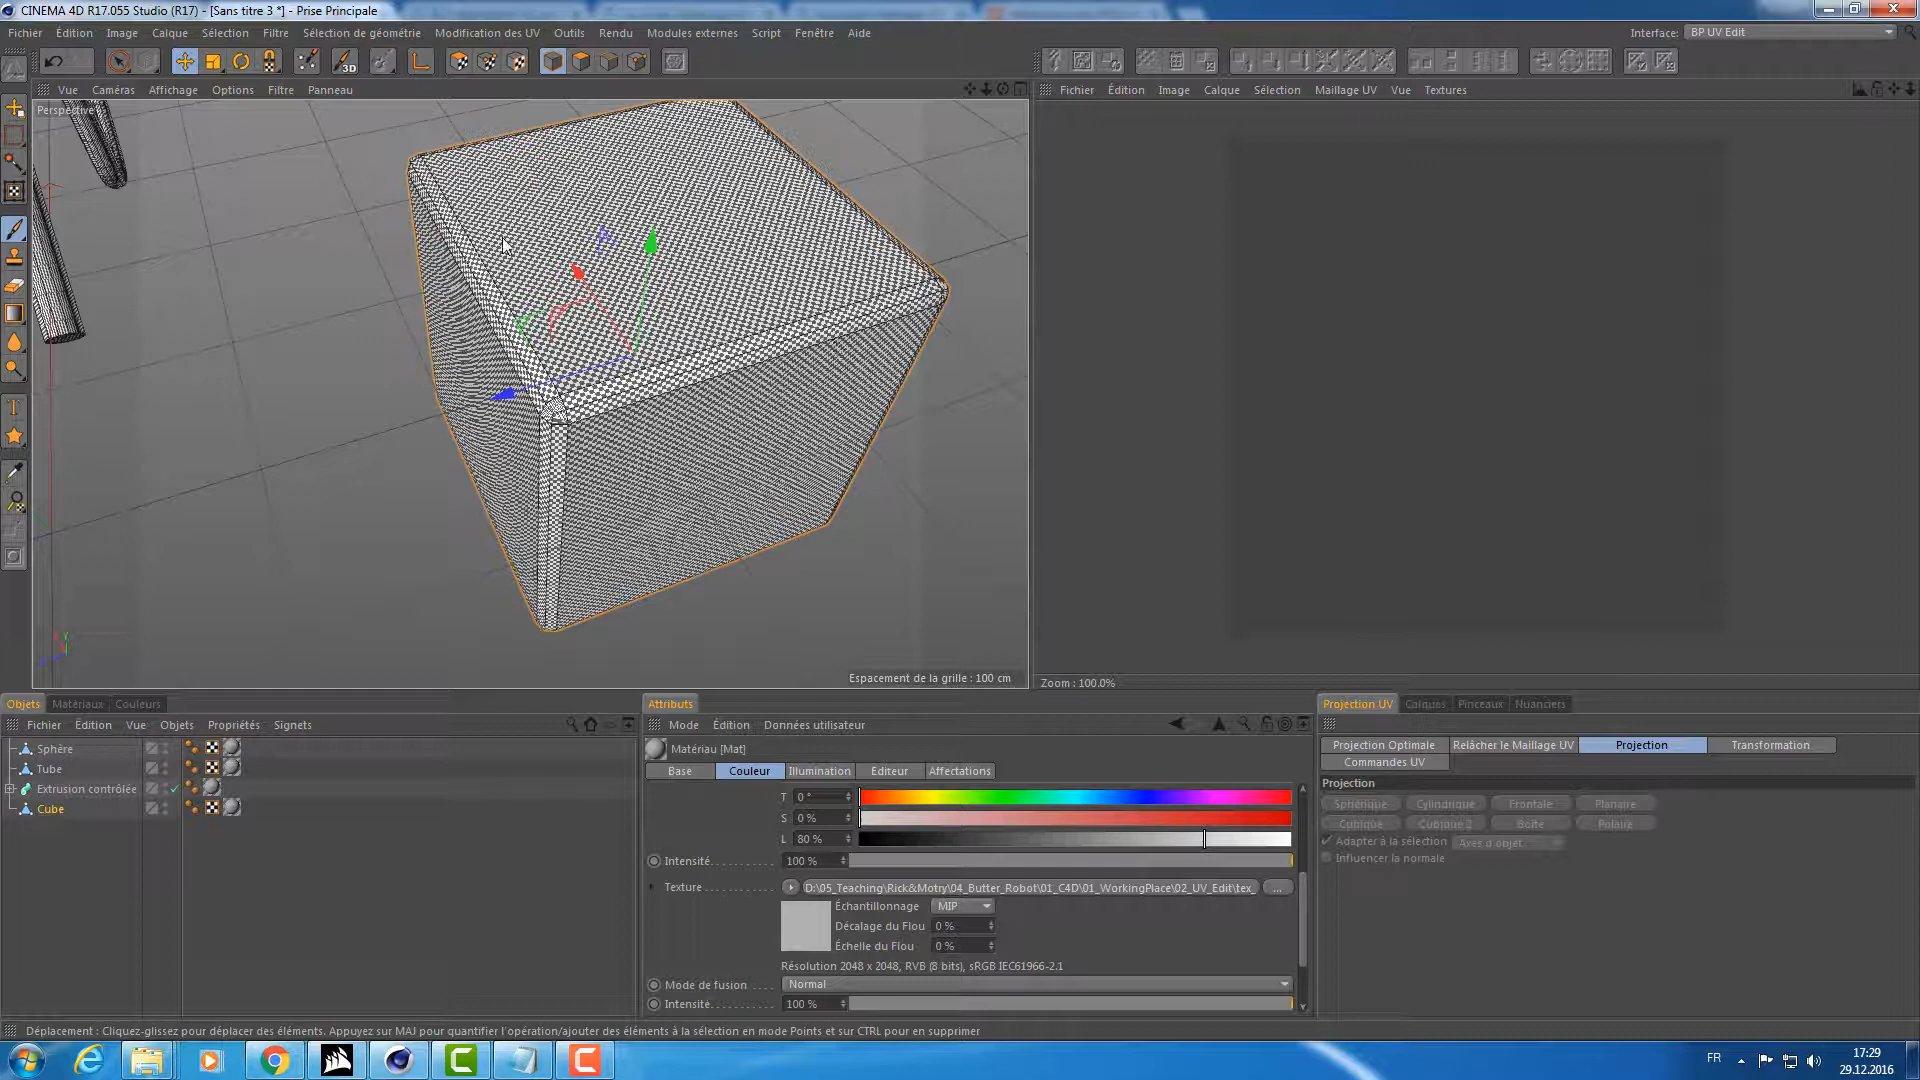 CINEMA 4D R17.055 Studio (R17) - [Sans titre 3 *] - Prise Principale
Fichier Édition Image Calque Sélection Filtre Sélection de géométrie Modification des UV Outils Rendu Modules externes Script Fenêtre Aide
Interface: BP UV Edit
Vue Caméras Affichage Options Filtre Panneau
Fichier Édition Image Calque Sélection Maillage UV Vue Textures
Perspective
Espacement de la grille : 100 cm
Zoom : 100.0%
Objets Matériaux Couleurs
Fichier Édition Vue Objets Propriétés Signets
Sphère
Tube
Extrusion contrôlée
Cube
Attributs
Mode Édition Données utilisateur
Matériau [Mat]
Base Couleur Illumination Éditeur Affectations
T 0 °
S 0 %
L 80 %
Intensité 100 %
Texture D:\05_Teaching\Rick&Motry\04_Butter_Robot\01_C4D\01_WorkingPlace\02_UV_Edit\tex_ ...
Échantillonnage MIP
Décalage du Flou 0 %
Échelle du Flou 0 %
Résolution 2048 x 2048, RVB (8 bits), sRGB IEC61966-2.1
Mode de fusion Normal
Intensité 100 %
Projection UV Calques Pinceaux Nuanciers
Projection Optimale Relâcher le Maillage UV Projection Transformation
Commandes UV
Projection
Sphérique Cylindrique Frontale Planaire
Cubique Cubique 2 Boîte Polaire
Adapter à la sélection Axes d'objet
Influencer la normale
Déplacement : Cliquez-glissez pour déplacer des éléments. Appuyez sur MAJ pour quantifier l'opération/ajouter des éléments à la sélection en mode Points et sur CTRL pour en supprimer
FR
17:29
29.12.2016